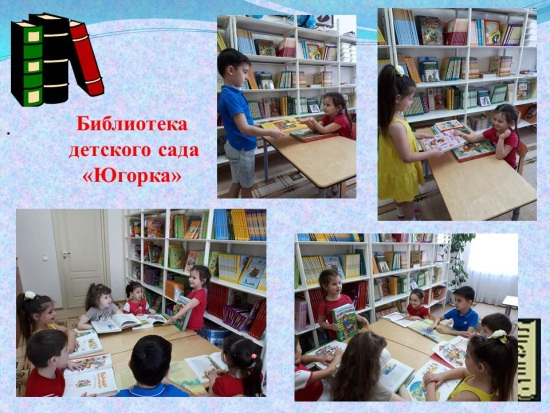 Библиотека
детского сада
«Югорка»